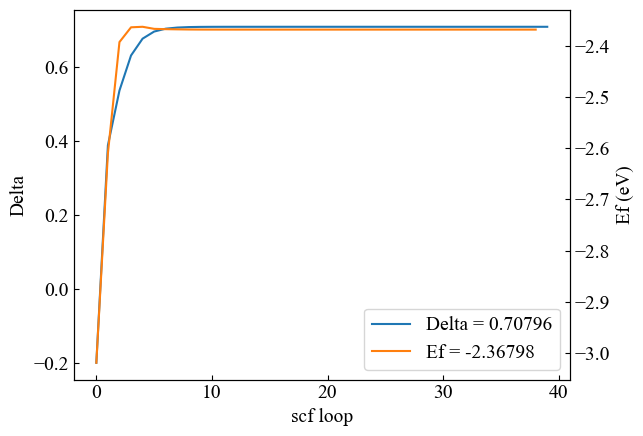 0.6
0.4
0.2
0.0
−0.2
Delta
−2.4
−2.5
−2.6
−2.7
−2.8
−2.9
−3.0
Ef (eV)
Delta = 0.70796
Ef = -2.36798
0 10 20 30 40
scf loop